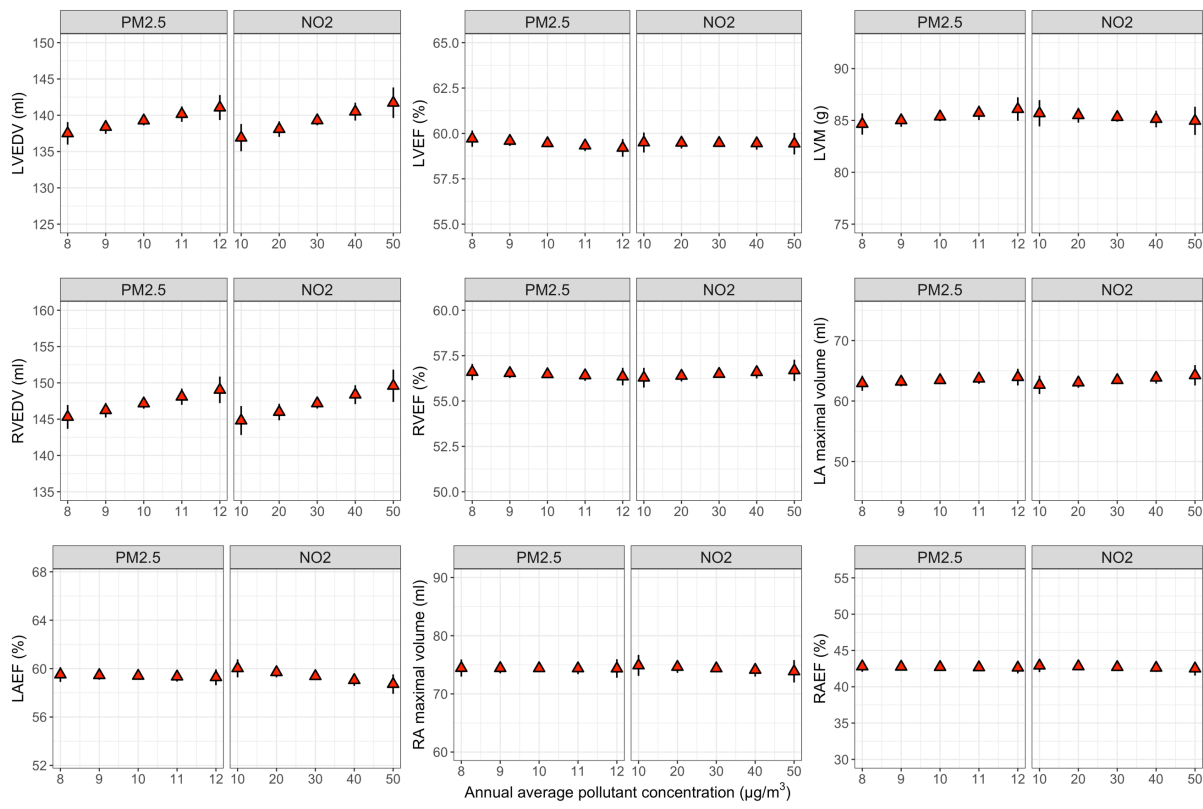 PM2.5 NO2
150
145
140
135
130
125
LVEDV (ml)
8 9 10 11 12 10 20 30 40 50
PM2.5 NO2
65.0
62.5
60.0
57.5
55.0
LVEF (%)
8 9 10 11 12 10 20 30 40 50
PM2.5 NO2
90
85
80
75
LVM (g)
8 9 10 11 12 10 20 30 40 50
PM2.5 NO2
160
155
150
145
140
135
RVEDV (ml)
8 9 10 11 12 10 20 30 40 50
PM2.5 NO2
60.0
57.5
55.0
52.5
50.0
RVEF (%)
8 9 10 11 12 10 20 30 40 50
PM2.5 NO2
70
60
50
LA maximal volume (ml)
8 9 10 11 12 10 20 30 40 50
PM2.5 NO2
68
64
60
56
52
LAEF (%)
8 9 10 11 12 10 20 30 40 50
PM2.5 NO2
90
80
70
60
RA maximal volume (ml)
8 9 10 11 12 10 20 30 40 50
PM2.5 NO2
55
50
45
40
35
30
RAEF (%)
8 9 10 11 12 10 20 30 40 50
Annual average pollutant concentration (μg/m³)